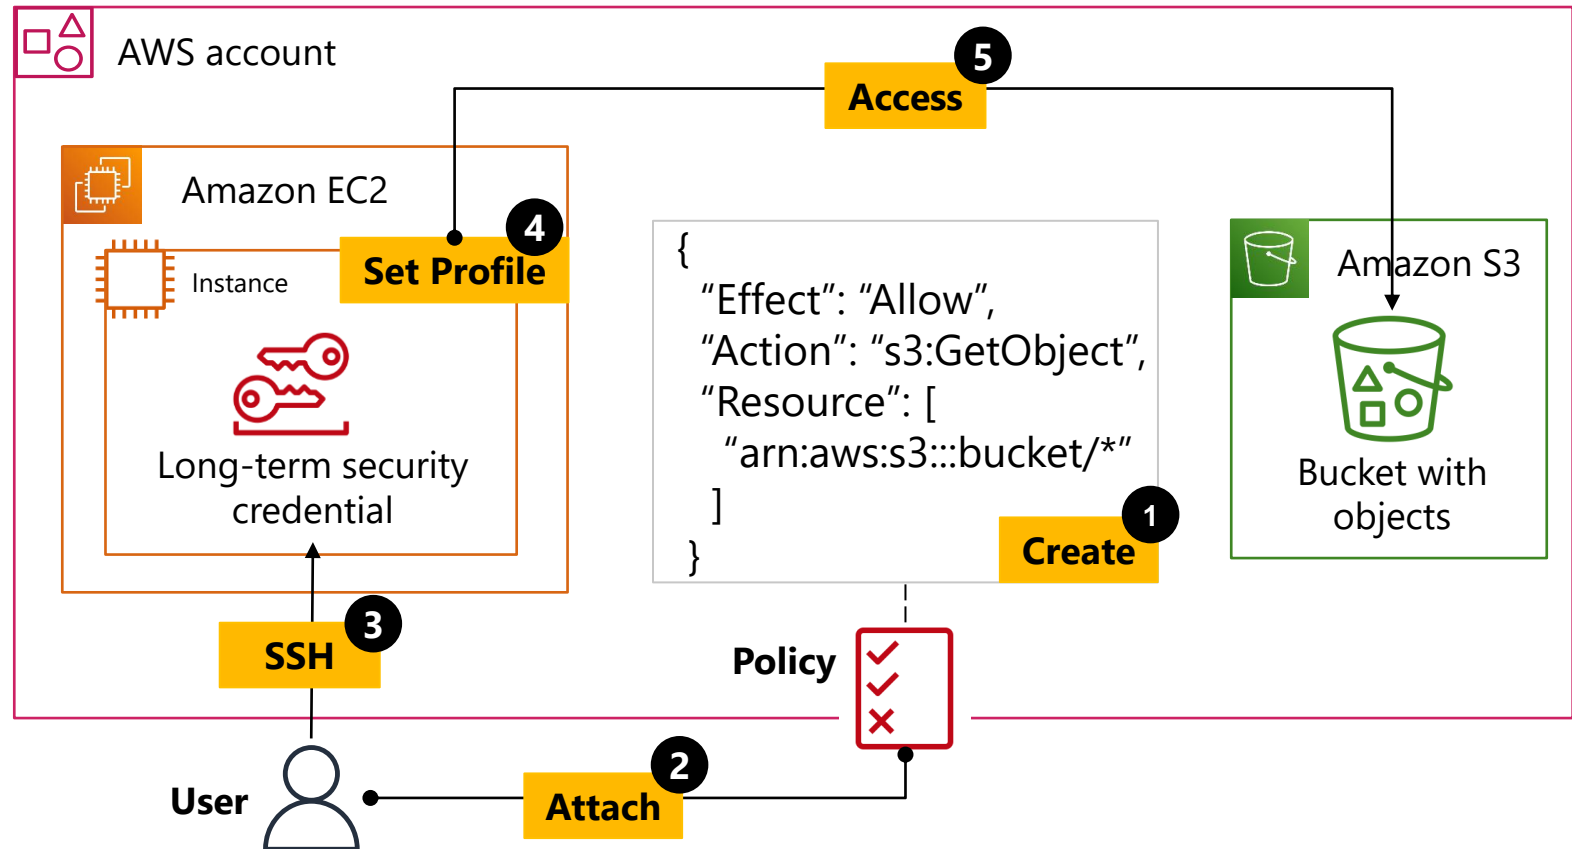 AWS account
5
Access
Amazon EC2
4
Set Profile
Instance
Long-term security
credential
{
“Effect”: “Allow”,
“Action”: “s3:GetObject”,
“Resource”: [
“arn:aws:s3:::bucket/*”
]
}
1
Create
Amazon S3
Bucket with
objects
3
SSH
Policy
User
2
Attach